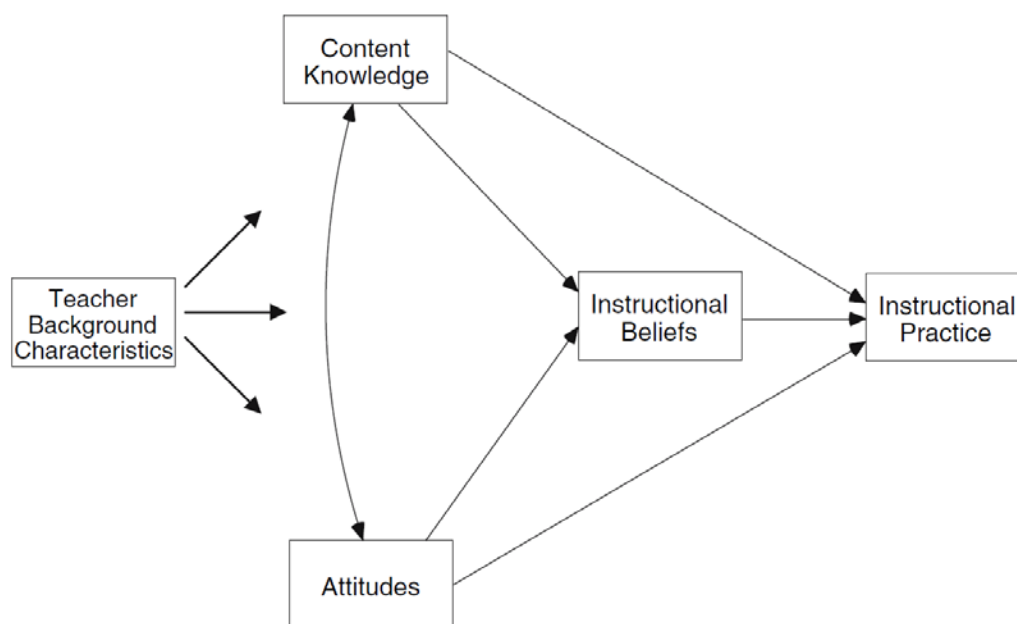 Content
Knowledge
Teacher
Background
Characteristics
Instructional
Beliefs
Instructional
Practice
Attitudes